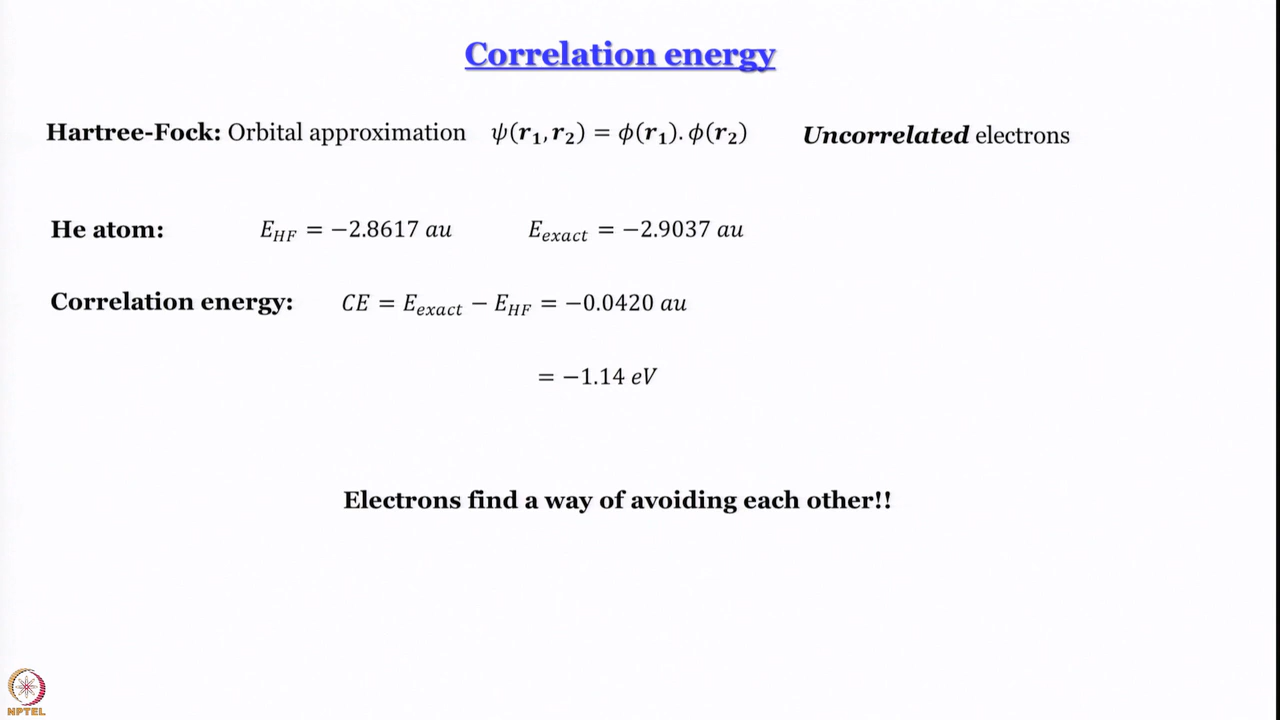 Correlation energy
Hartree-Fock: Orbital approximation ψ(r₁, r₂) = ϕ(r₁). ϕ(r₂) Uncorrelated electrons
He atom: E_HF = −2.8617 au E_exact = −2.9037 au
Correlation energy: CE = E_exact − E_HF = −0.0420 au
= −1.14 eV
Electrons find a way of avoiding each other!!
NPTEL